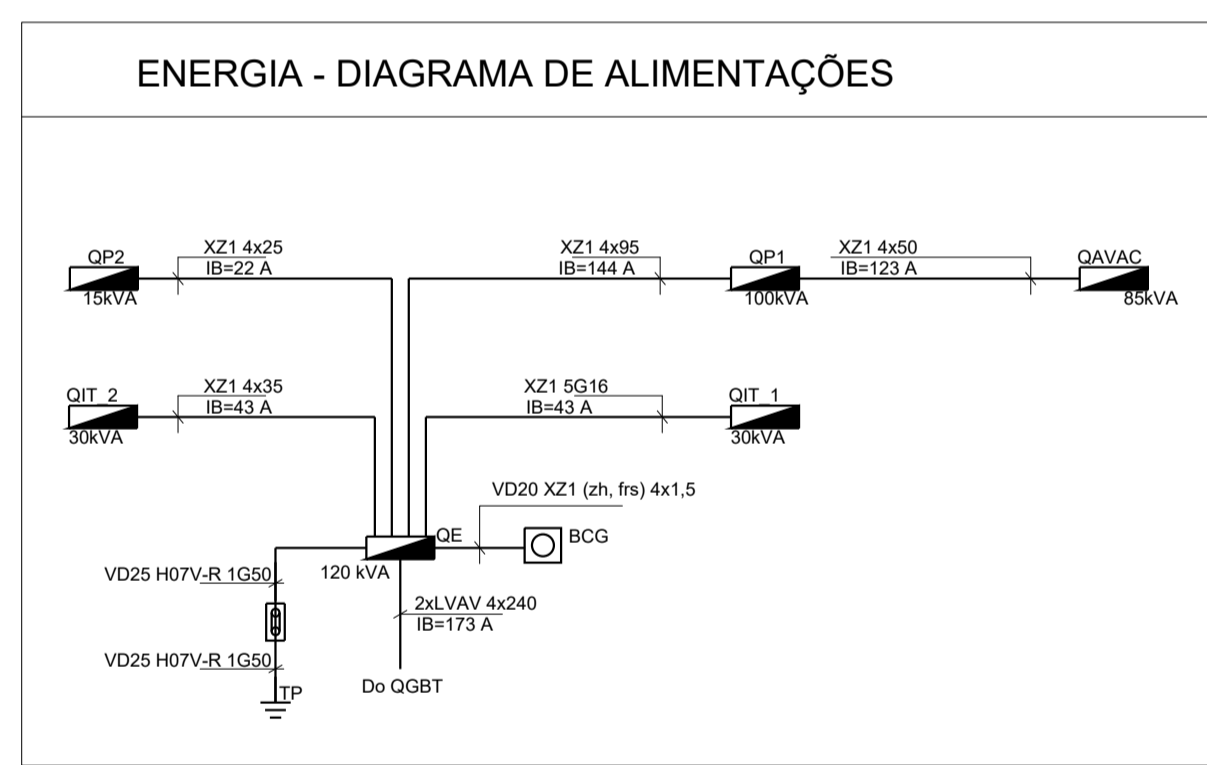 ENERGIA - DIAGRAMA DE ALIMENTAÇÕES
QP2
XZ1 4x25
IB=22 A
15kVA
XZ1 4x95
IB=144 A
QP1
100kVA
XZ1 4x50
IB=123 A
QAVAC
85kVA
QIT_2
XZ1 4x35
IB=43 A
30kVA
XZ1 5G16
IB=43 A
QIT_1
30kVA
VD20 XZ1 (zh, frs) 4x1,5
QE
BCG
120 kVA
VD25 H07V-R 1G50
2xLVAV 4x240
IB=173 A
VD25 H07V-R 1G50
TP
Do QGBT